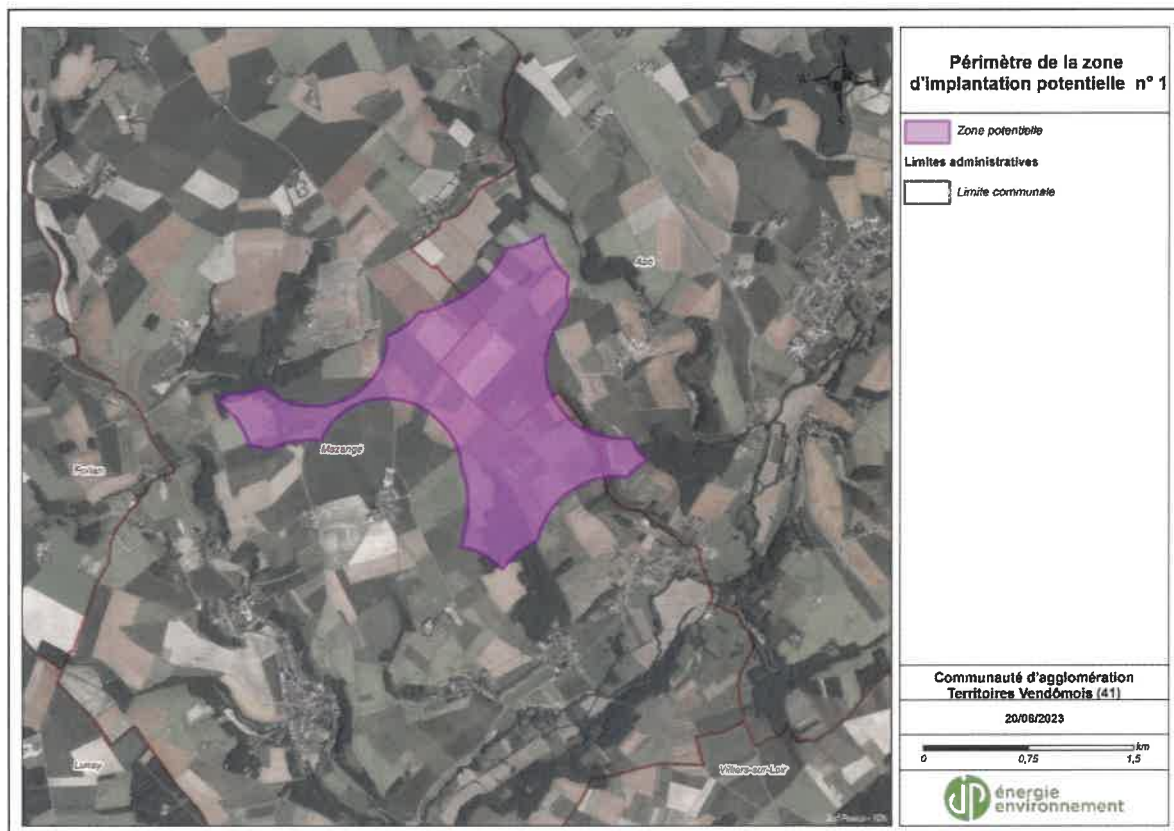 Azé
Mazangé
Lunay
Villiers-sur-Loir
Périmètre de la zone
d'implantation potentielle n° 1
Zone potentielle
Limites administratives
Limite communale
Communauté d'agglomération
Territoires Vendômois (41)
20/06/2023
km
0 0,75 1,5
JP énergie
environnement